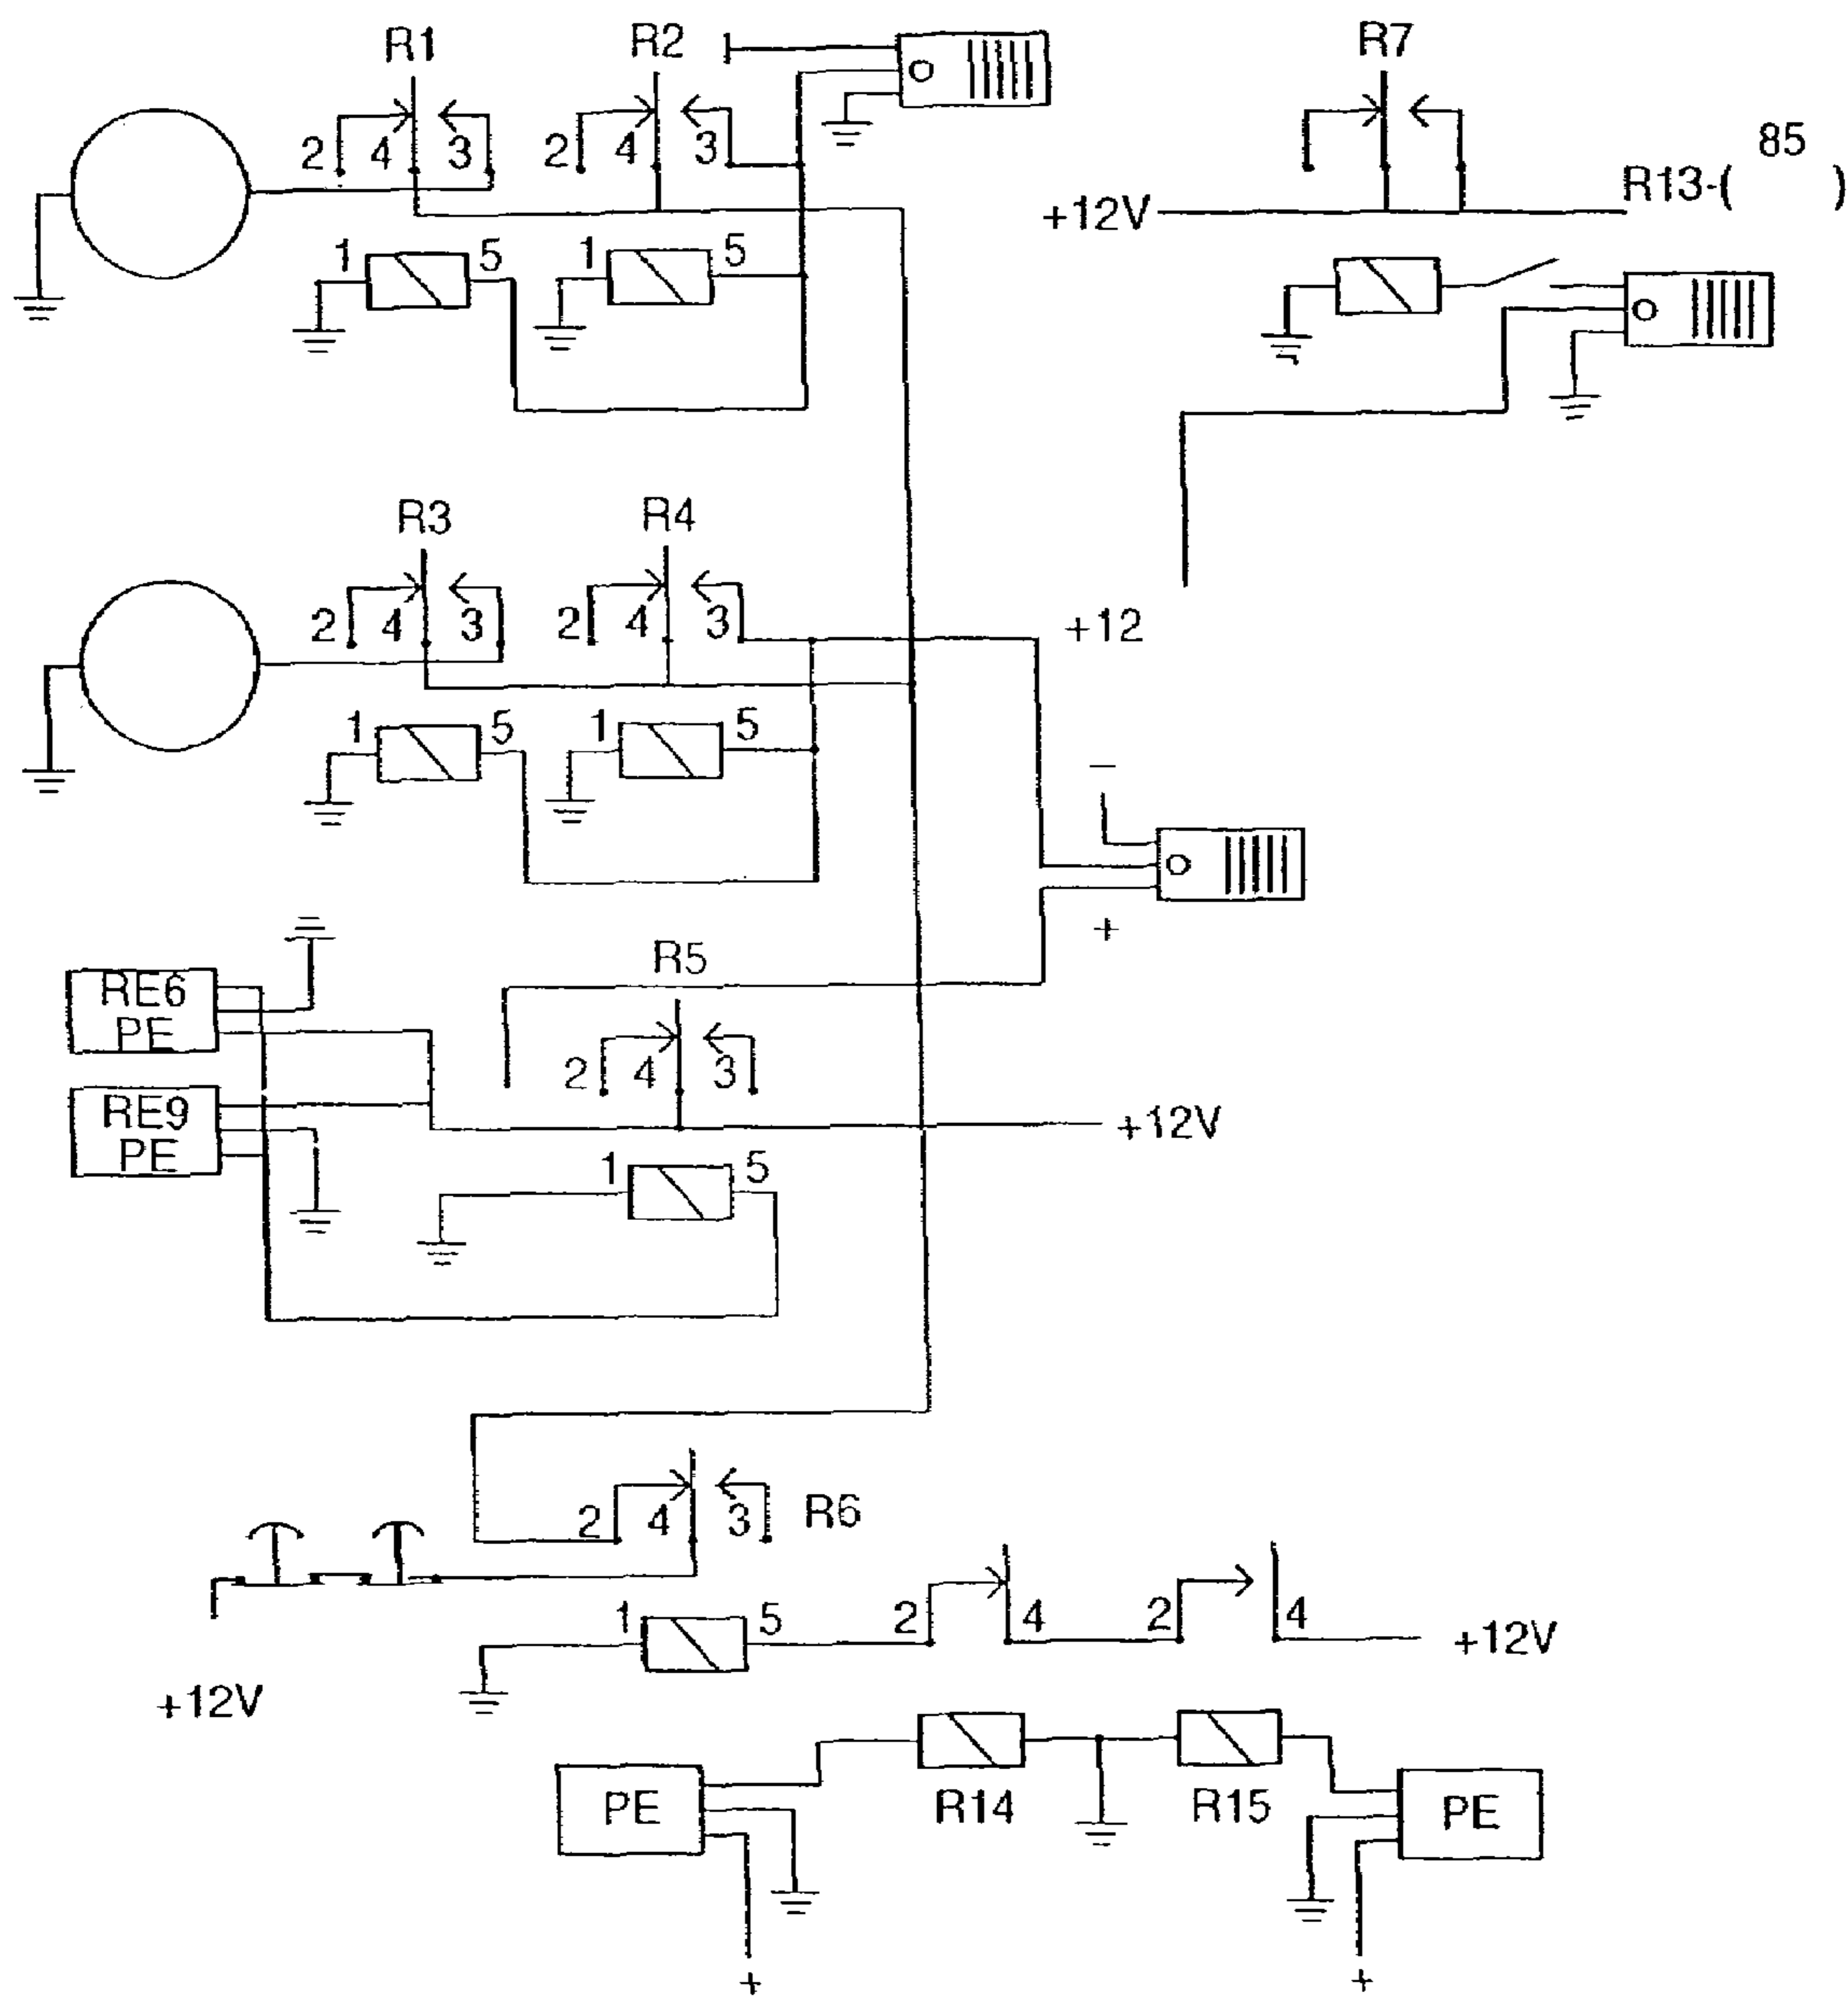 R1 R2 R7
2 4 3 2 4 3 85
R13-( )
+12V
1 5 1 5
R3 R4
2 4 3 2 4 3 +12
1 5 1 5
−
+
RE6
PE
R5
2 4 3
RE9
PE
+12V
1 5
2 4 3 R6
1 5 2 4 2 4 +12V
+12V
PE R14 R15 PE
+ +